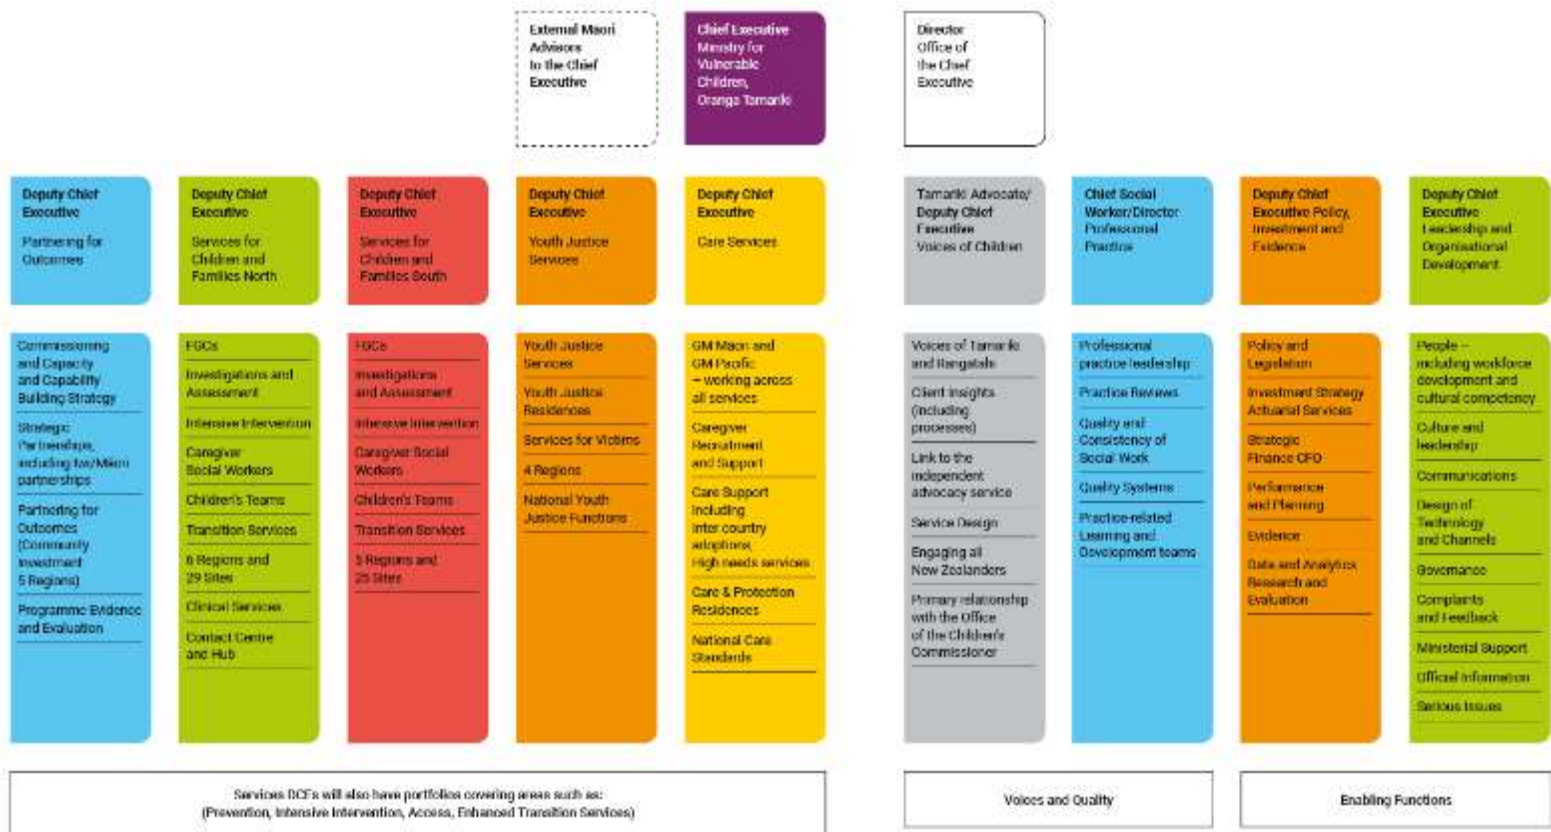 External Māori
Advisors
to the Chief
Executive
Chief Executive
Ministry for
Vulnerable
Children,
Oranga Tamariki
Director
Office of
the Chief
Executive
Deputy Chief
Executive
Partnering for
Outcomes
Deputy Chief
Executive
Services for
Children and
Families North
Deputy Chief
Executive
Services for
Children and
Families South
Deputy Chief
Executive
Youth Justice
Services
Deputy Chief
Executive
Care Services
Tamariki Advocate/
Deputy Chief
Executive
Voices of Children
Chief Social
Worker/Director
Professional
Practice
Deputy Chief
Executive Policy,
Investment and
Evidence
Deputy Chief
Executive
Leadership and
Organisational
Development
Commissioning
and Capacity
and Capability
Building Strategy
Strategic
Partnerships,
including Iwi/Māori
partnerships
Partnering for
Outcomes
(Community
Investment
5 Regions)
Programme Evidence
and Evaluation
FGCs
Investigations and
Assessment
Intensive Intervention
Caregiver
Social Workers
Children's Teams
Transition Services
6 Regions and
29 Sites
Clinical Services
Contact Centre
and Hub
FGCs
Investigations
and Assessment
Intensive Intervention
Caregiver Social
Workers
Children's Teams
Transition Services
5 Regions and
25 Sites
Youth Justice
Services
Youth Justice
Residences
Services for Victims
4 Regions
National Youth
Justice Functions
GM Māori and
GM Pacific
– working across
all services
Caregiver
Recruitment
and Support
Care Support
including
Inter country
adoptions,
High needs services
Care & Protection
Residences
National Care
Standards
Voices of Tamariki
and Rangatahi
Client Insights
(including
processes)
Link to the
independent
advocacy service
Service Design
Engaging all
New Zealanders
Primary relationship
with the Office
of the Children's
Commissioner
Professional
practice leadership
Practice Reviews
Quality and
Consistency of
Social Work
Quality Systems
Practice-related
Learning and
Development teams
Policy and
Legislation
Investment Strategy
Actuarial Services
Strategic
Finance CFO
Performance
and Planning
Evidence
Data and Analytics
Research and
Evaluation
People –
including workforce
development and
cultural competency
Culture and
leadership
Communications
Design of
Technology
and Channels
Governance
Complaints
and Feedback
Ministerial Support
Official Information
Serious Issues
Services DCEs will also have portfolios covering areas such as:
(Prevention, Intensive Intervention, Access, Enhanced Transition Services)
Voices and Quality
Enabling Functions